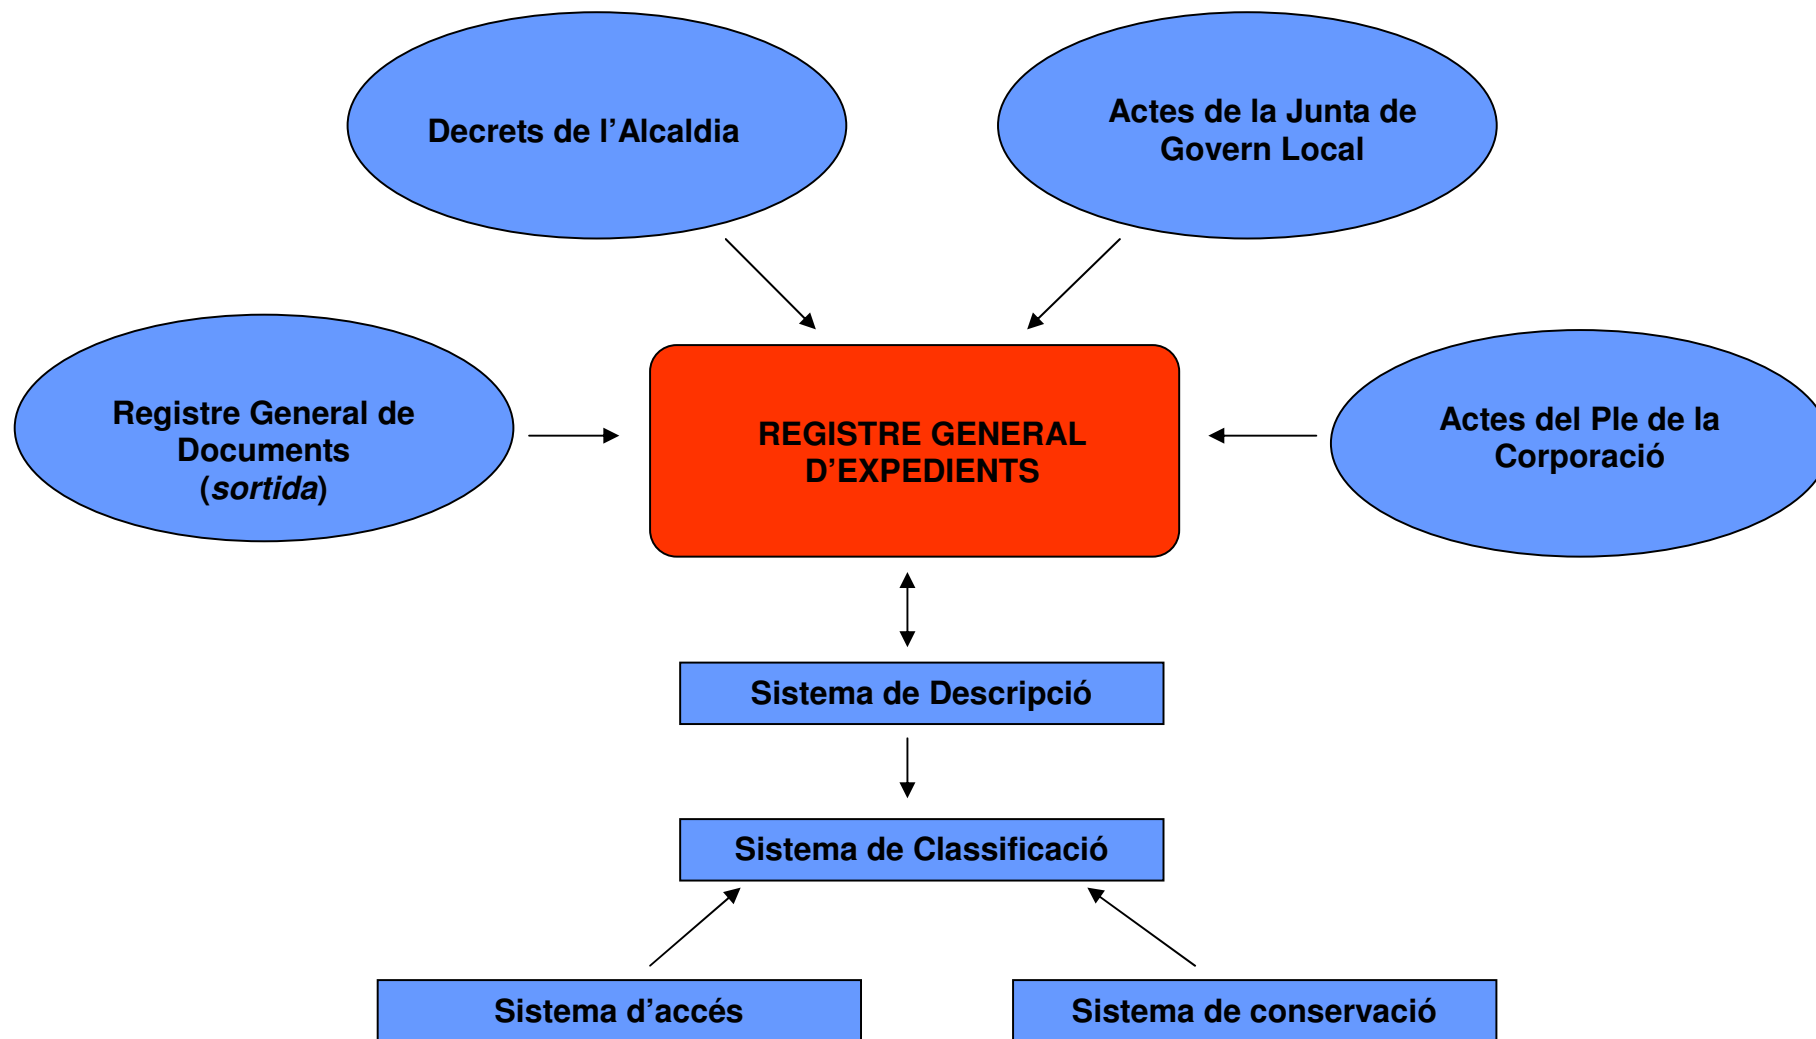 Decrets de l’Alcaldia
Actes de la Junta de
Govern Local
Registre General de
Documents
(sortida)
REGISTRE GENERAL
D’EXPEDIENTS
Actes del Ple de la
Corporació
Sistema de Descripció
Sistema de Classificació
Sistema d’accés
Sistema de conservació